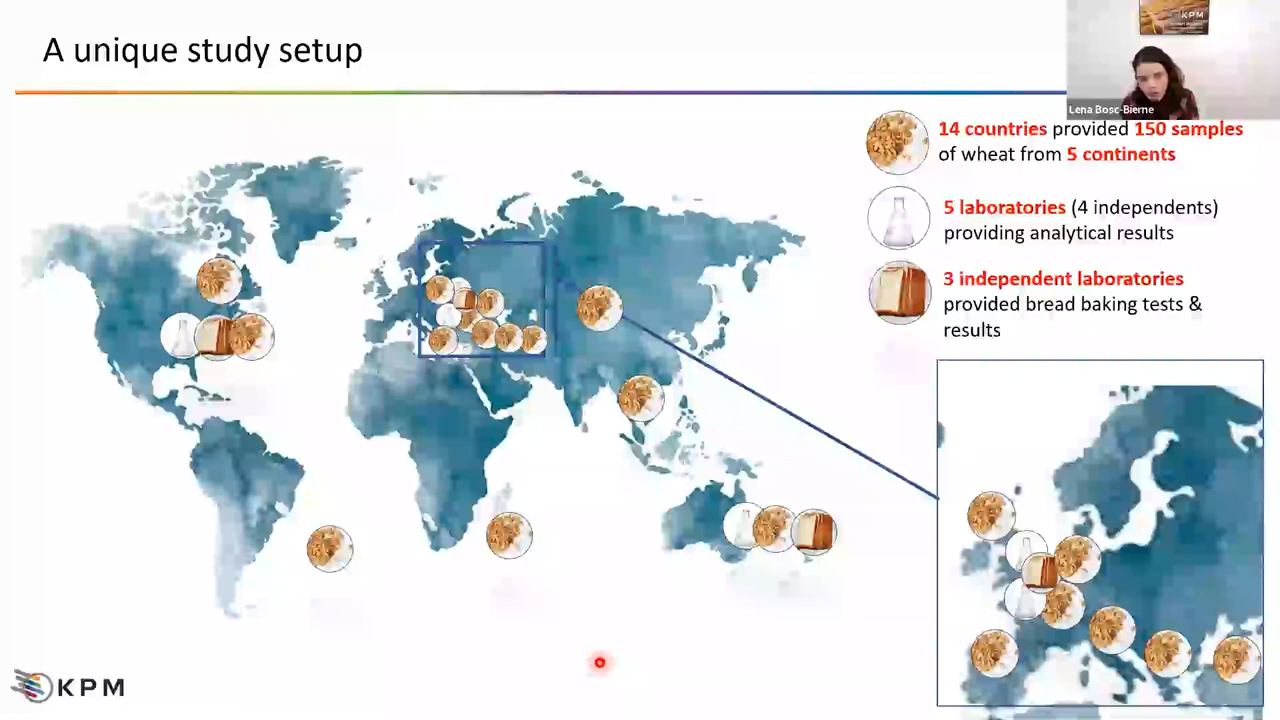 A unique study setup
KPM
Lena Bosc-Bierne
14 countries provided 150 samples
of wheat from 5 continents
5 laboratories (4 independents)
providing analytical results
3 independent laboratories
provided bread baking tests &
results
KPM